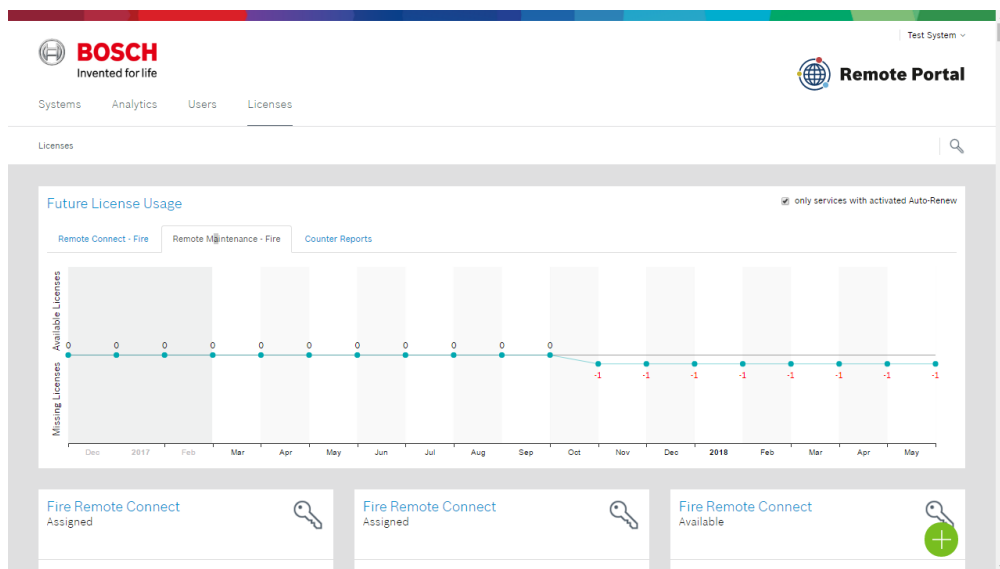 Test System
BOSCH
Invented for life
Remote Portal
Systems Analytics Users Licenses
Licenses
Future License Usage
only services with activated Auto-Renew
Remote Connect - Fire Remote Maintenance - Fire Counter Reports
Available Licenses
Missing Licenses
0 0 0 0 0 0 0 0 0 0 0
-1 -1 -1 -1 -1 -1 -1 -1
Dec 2017 Feb Mar Apr May Jun Jul Aug Sep Oct Nov Dec 2018 Feb Mar Apr May
Fire Remote Connect
Assigned
Fire Remote Connect
Assigned
Fire Remote Connect
Available